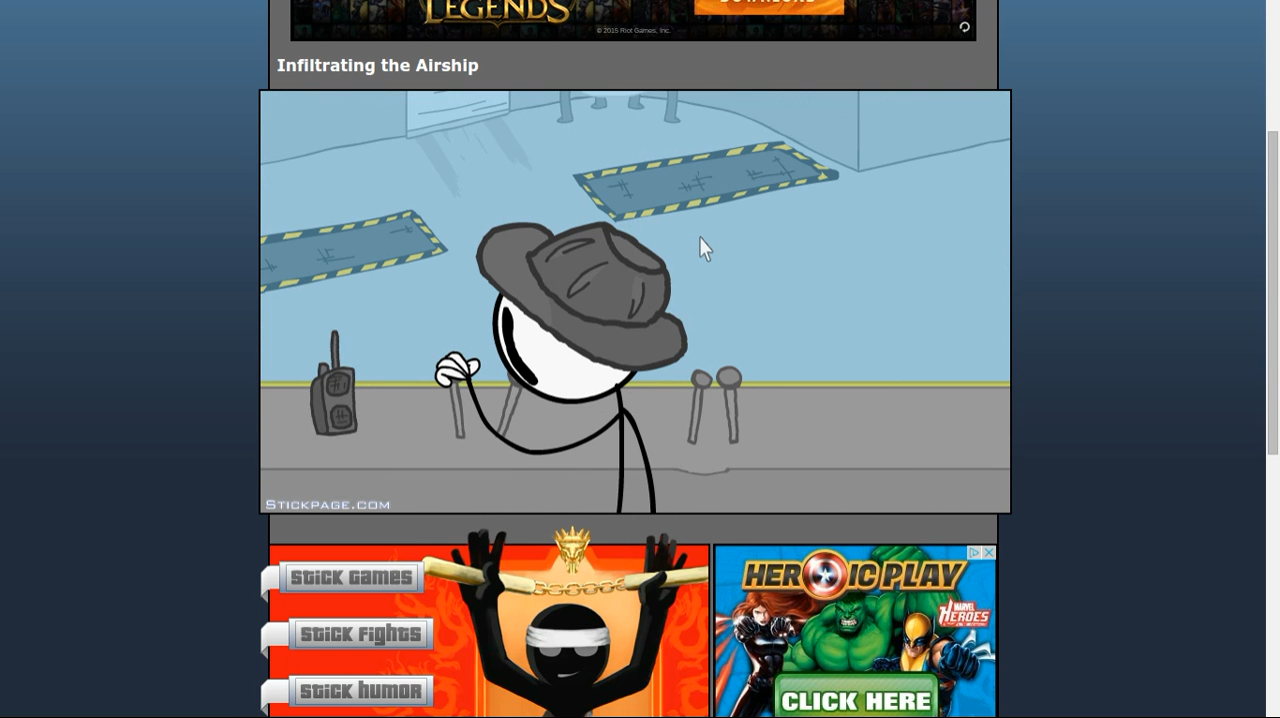 LEGENDS
DOWNLOAD
© 2015 Riot Games, Inc.
Infiltrating the Airship
STICKPAGE.COM
STICK GAMES
STICK FIGHTS
STICK HUMOR
HEROIC PLAY
MARVEL
HEROES
CLICK HERE